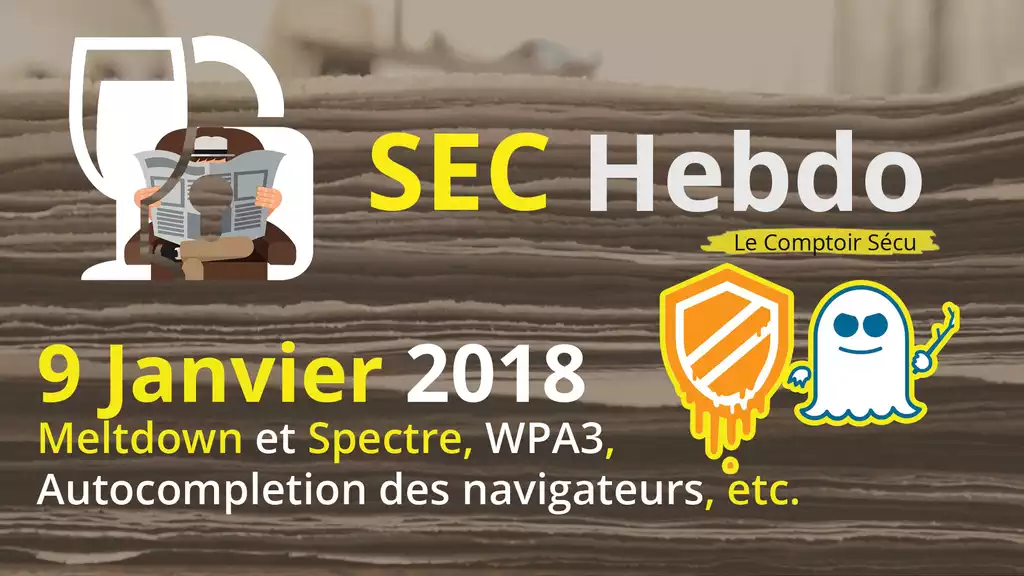 SEC Hebdo
Le Comptoir Sécu
9 Janvier 2018
Meltdown et Spectre, WPA3,
Autocompletion des navigateurs, etc.